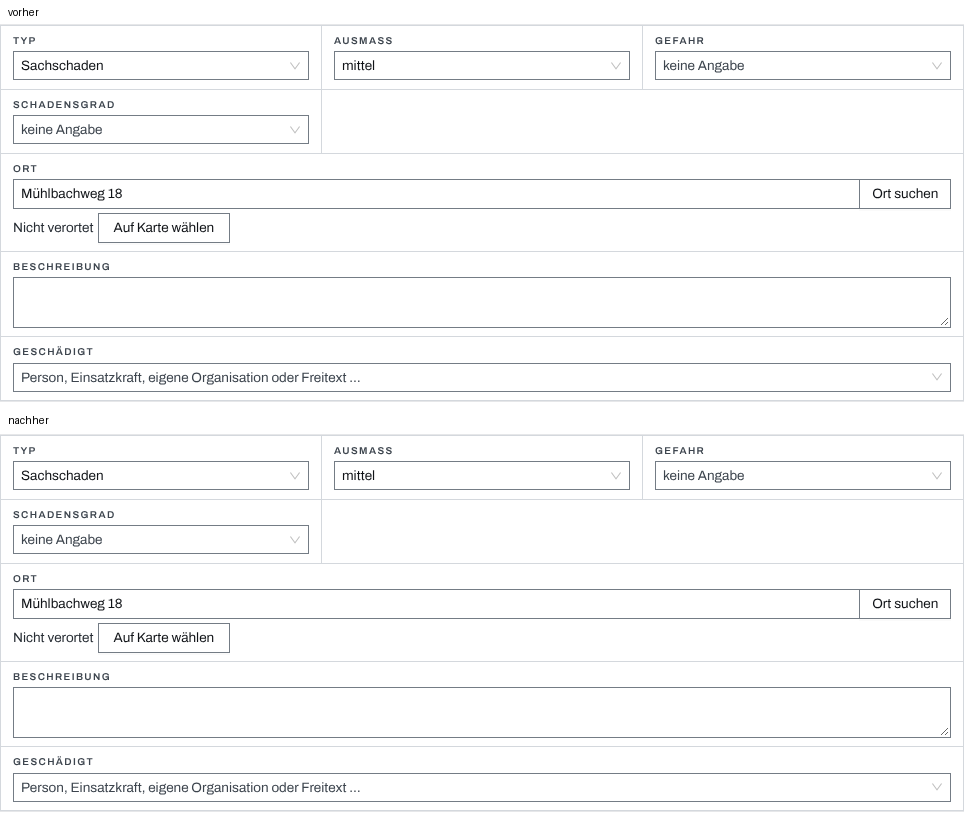 vorher
TYP AUSMASS GEFAHR
Sachschaden mittel keine Angabe
SCHADENSGRAD
keine Angabe
ORT
Mühlbachweg 18 Ort suchen
Nicht verortet Auf Karte wählen
BESCHREIBUNG
GESCHÄDIGT
Person, Einsatzkraft, eigene Organisation oder Freitext ...
nachher
TYP AUSMASS GEFAHR
Sachschaden mittel keine Angabe
SCHADENSGRAD
keine Angabe
ORT
Mühlbachweg 18 Ort suchen
Nicht verortet Auf Karte wählen
BESCHREIBUNG
GESCHÄDIGT
Person, Einsatzkraft, eigene Organisation oder Freitext ...